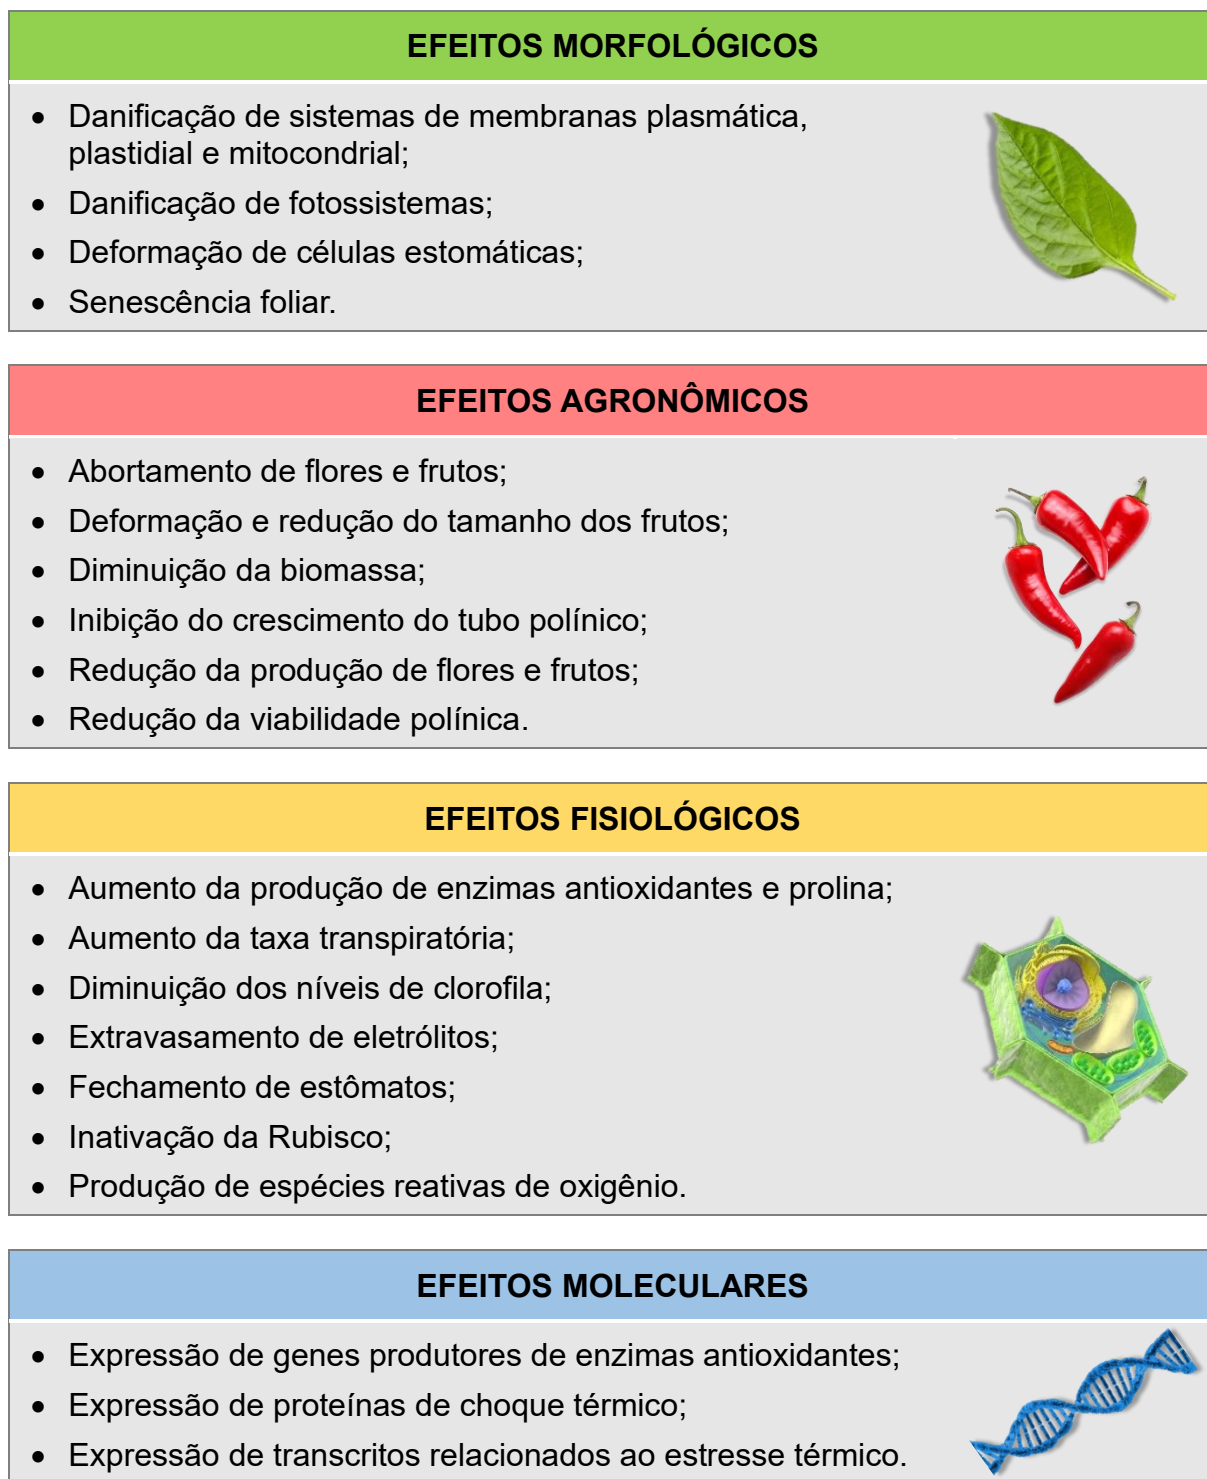 EFEITOS MORFOLÓGICOS
• Danificação de sistemas de membranas plasmática,
plastidial e mitocondrial;
• Danificação de fotossistemas;
• Deformação de células estomáticas;
• Senescência foliar.
EFEITOS AGRONÔMICOS
• Abortamento de flores e frutos;
• Deformação e redução do tamanho dos frutos;
• Diminuição da biomassa;
• Inibição do crescimento do tubo polínico;
• Redução da produção de flores e frutos;
• Redução da viabilidade polínica.
EFEITOS FISIOLÓGICOS
• Aumento da produção de enzimas antioxidantes e prolina;
• Aumento da taxa transpiratória;
• Diminuição dos níveis de clorofila;
• Extravasamento de eletrólitos;
• Fechamento de estômatos;
• Inativação da Rubisco;
• Produção de espécies reativas de oxigênio.
EFEITOS MOLECULARES
• Expressão de genes produtores de enzimas antioxidantes;
• Expressão de proteínas de choque térmico;
• Expressão de transcritos relacionados ao estresse térmico.